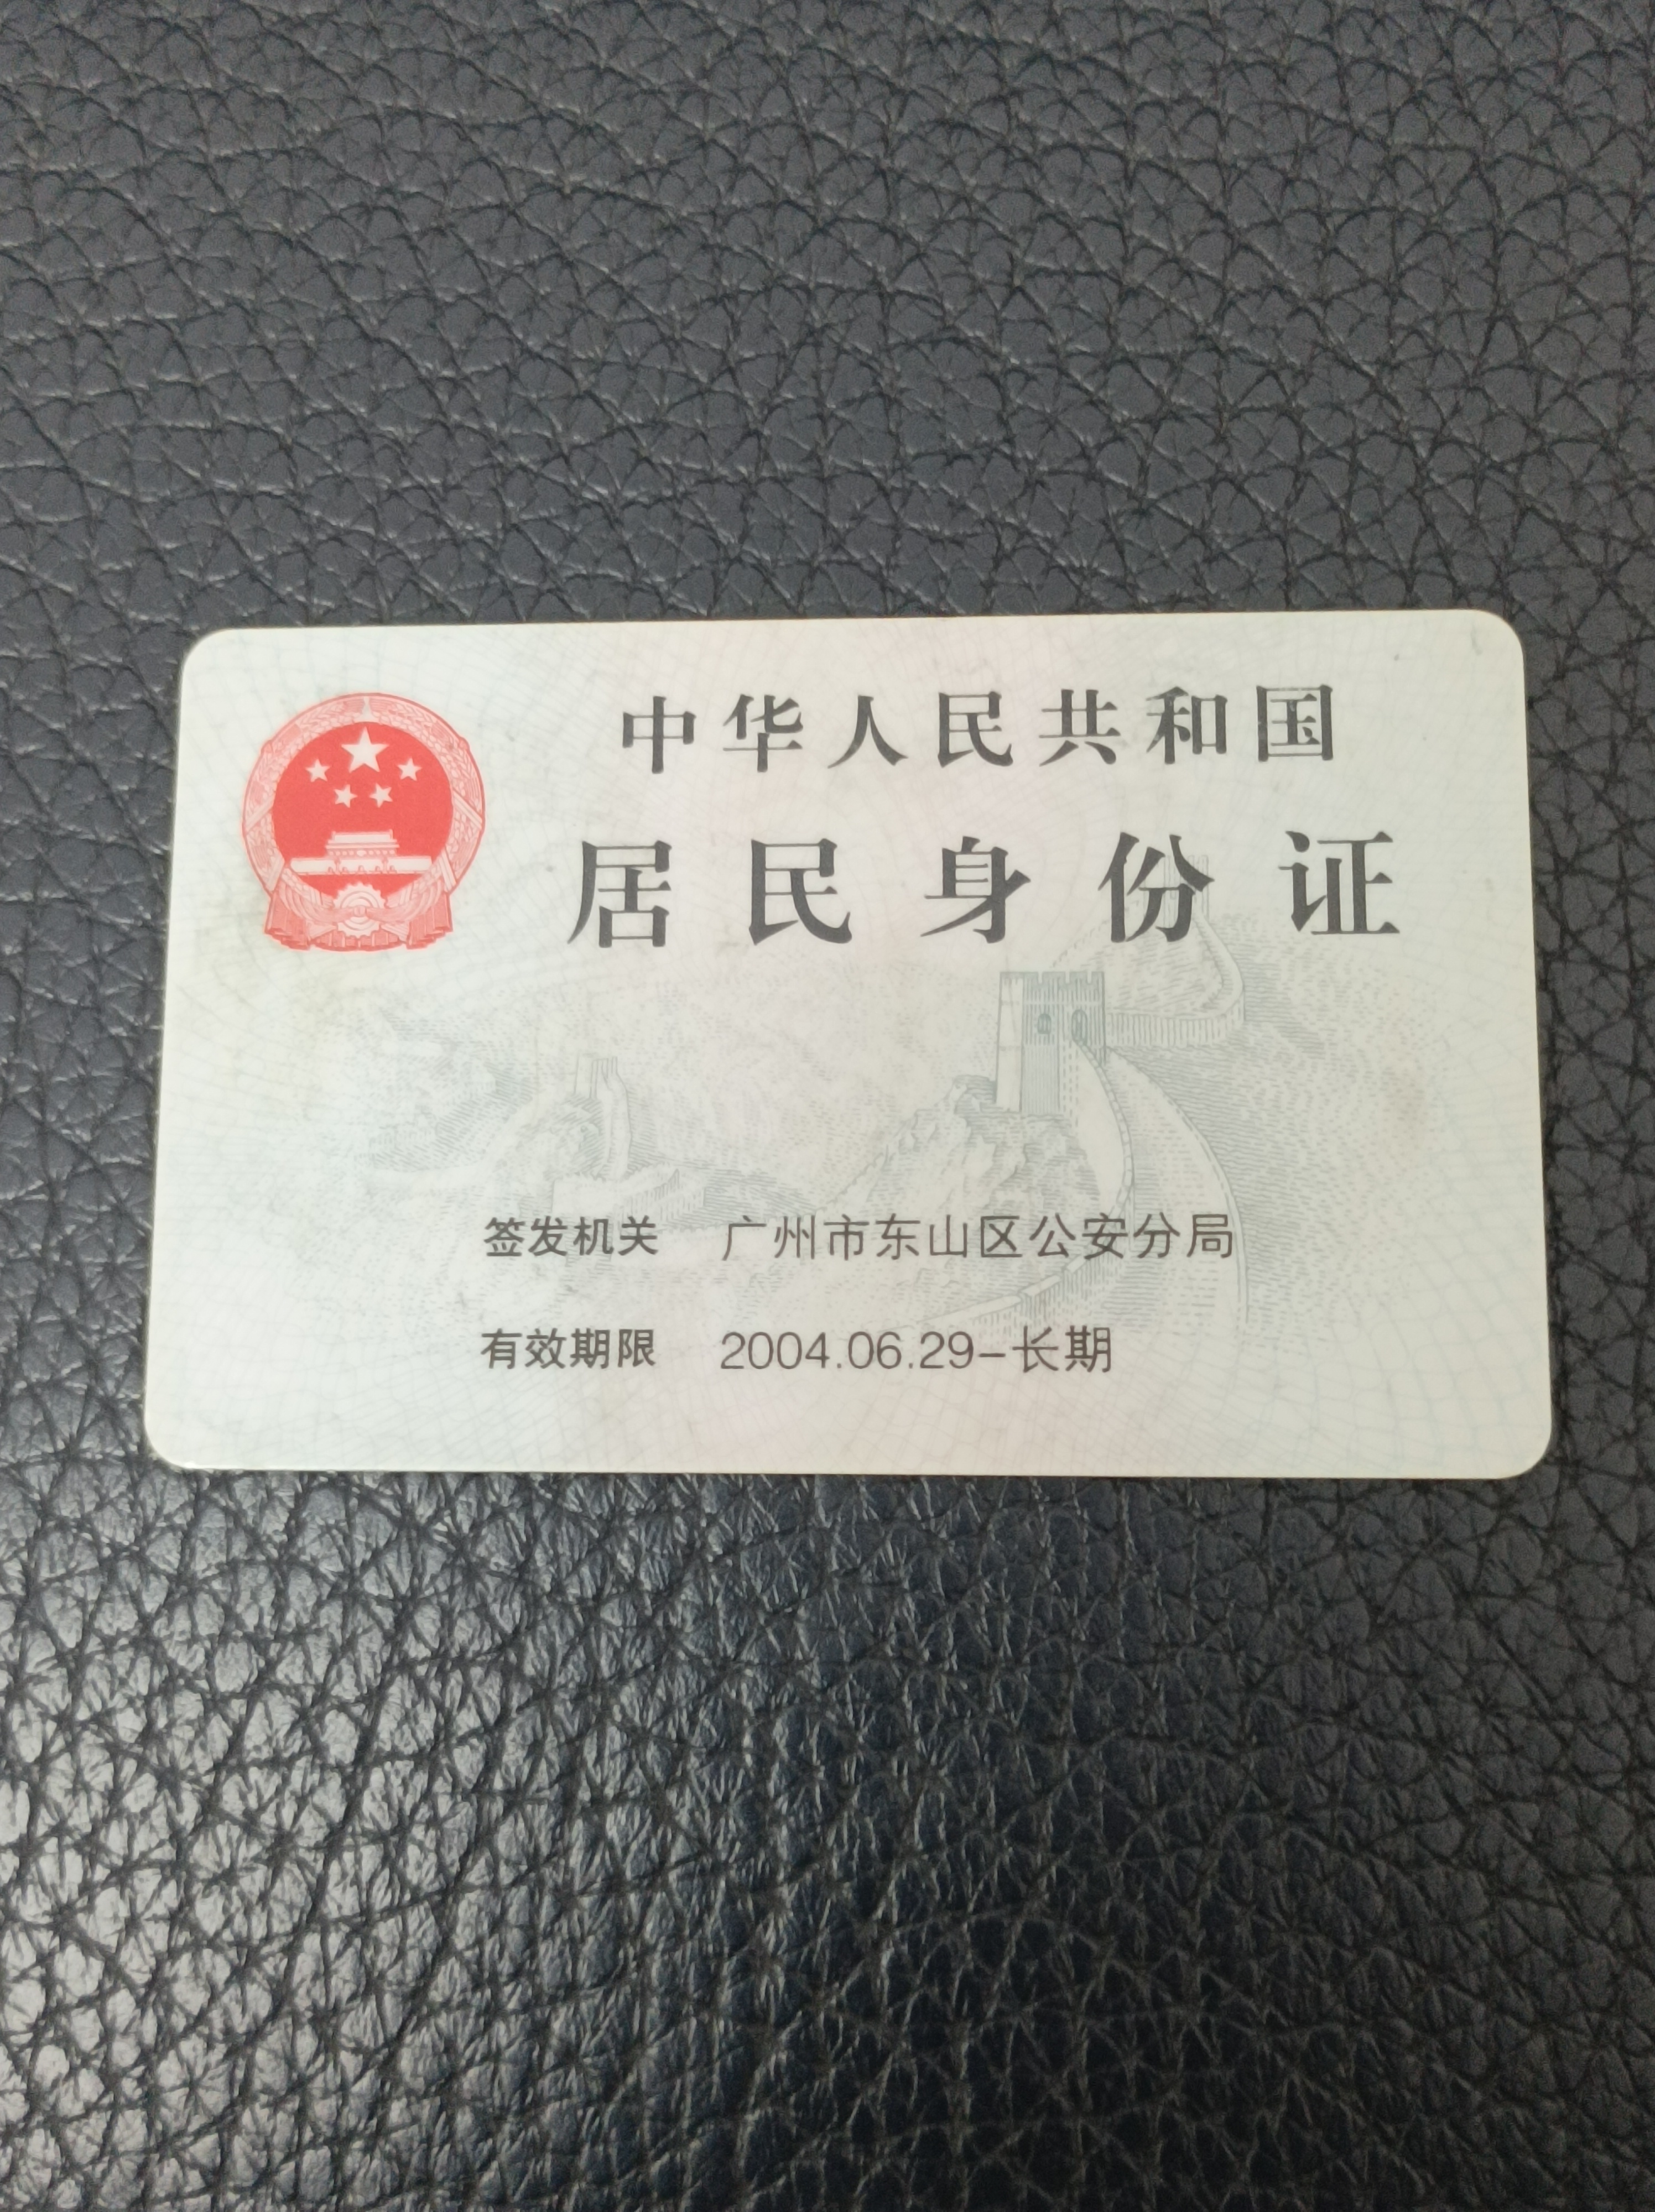 中华人民共和国
居民身份证
签发机关 广州市东山区公安分局
有效期限 2004.06.29-长期